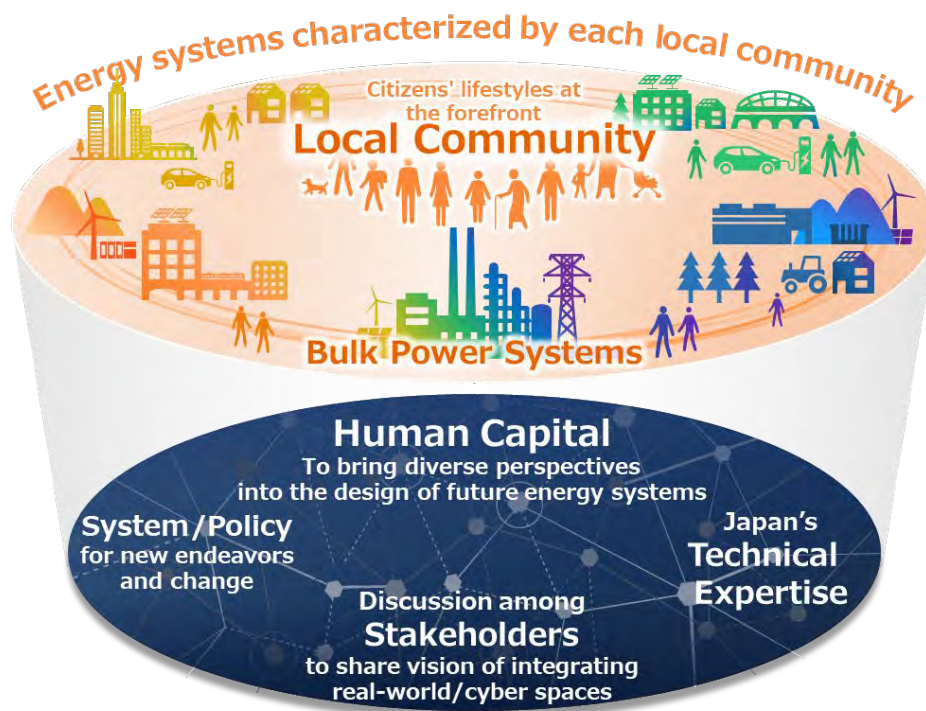 Energy systems characterized by each local community
Citizens' lifestyles at
the forefront
Local Community
Bulk Power Systems
Human Capital
To bring diverse perspectives
into the design of future energy systems
System/Policy
for new endeavors
and change
Japan's
Technical
Expertise
Discussion among
Stakeholders
to share vision of integrating
real-world/cyber spaces